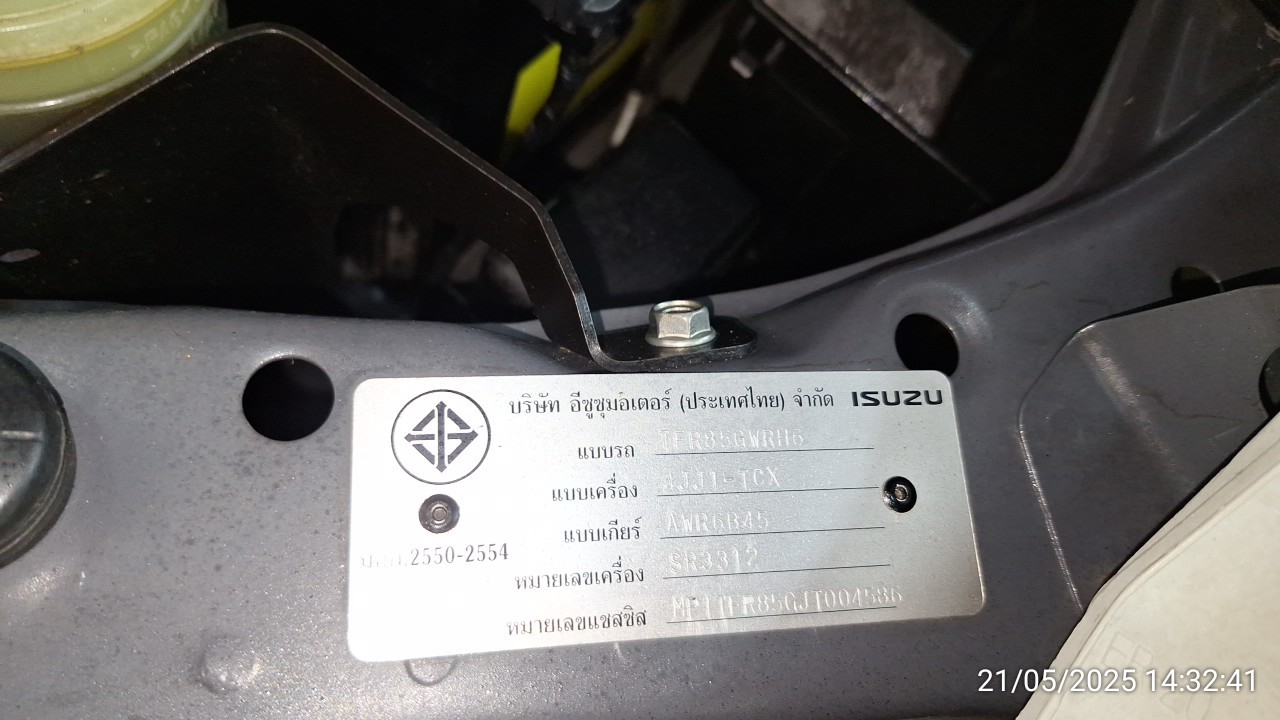 บริษัท อีซูซุมอเตอร์ (ประเทศไทย) จำกัด ISUZU
แบบรถ TFR85GWRH6
แบบเครื่อง 4JJ1-TCX
แบบเกียร์ AWR6B45
2550-2554
หมายเลขเครื่อง SR3312
หมายเลขแชสซิส MP1TFR85GJT004586
21/05/2025 14:32:41